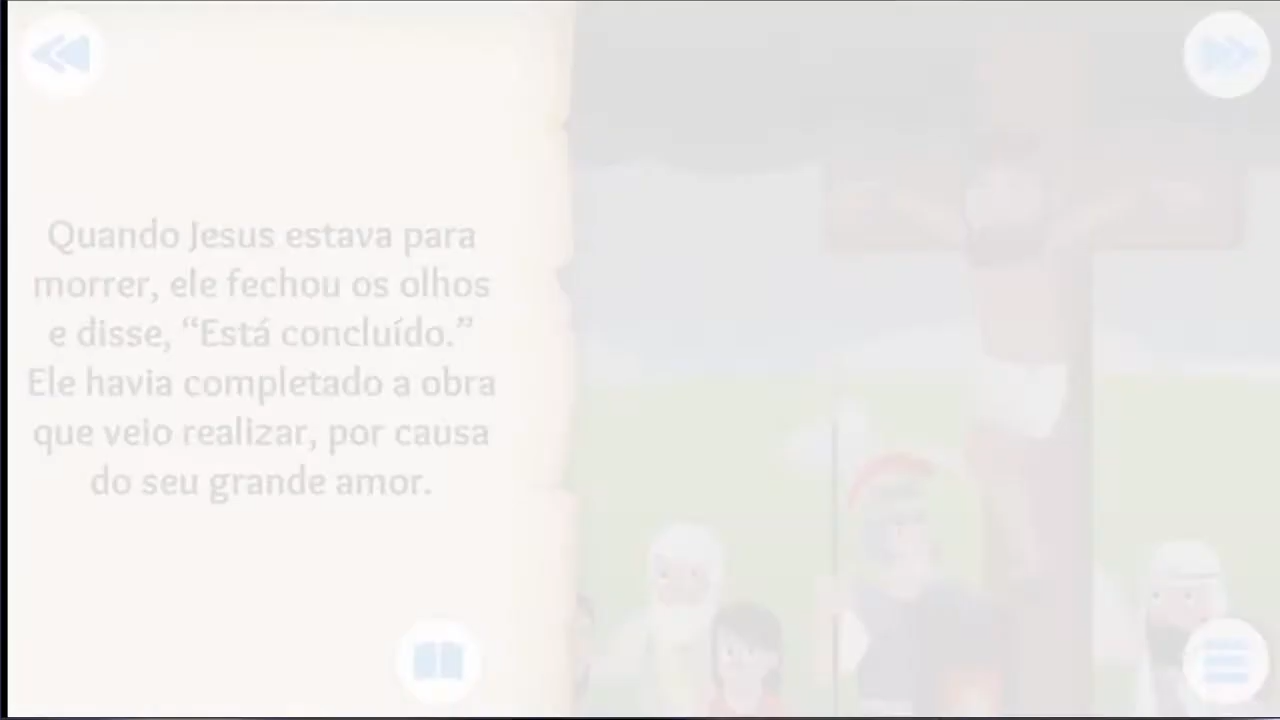 Quando Jesus estava para
morrer, ele fechou os olhos
e disse, “Está concluído.”
Ele havia completado a obra
que veio realizar, por causa
do seu grande amor.